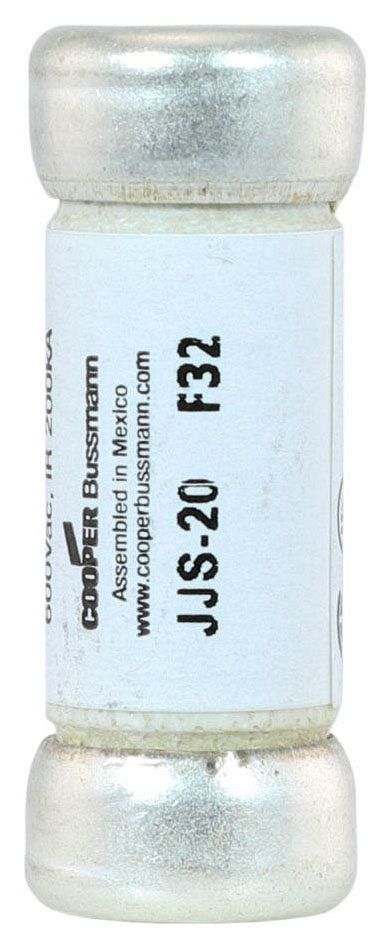 600Vac, IR 200kA
COOPER Bussmann
Assembled in Mexico
www.cooperbussmann.com
JJS-20 F32